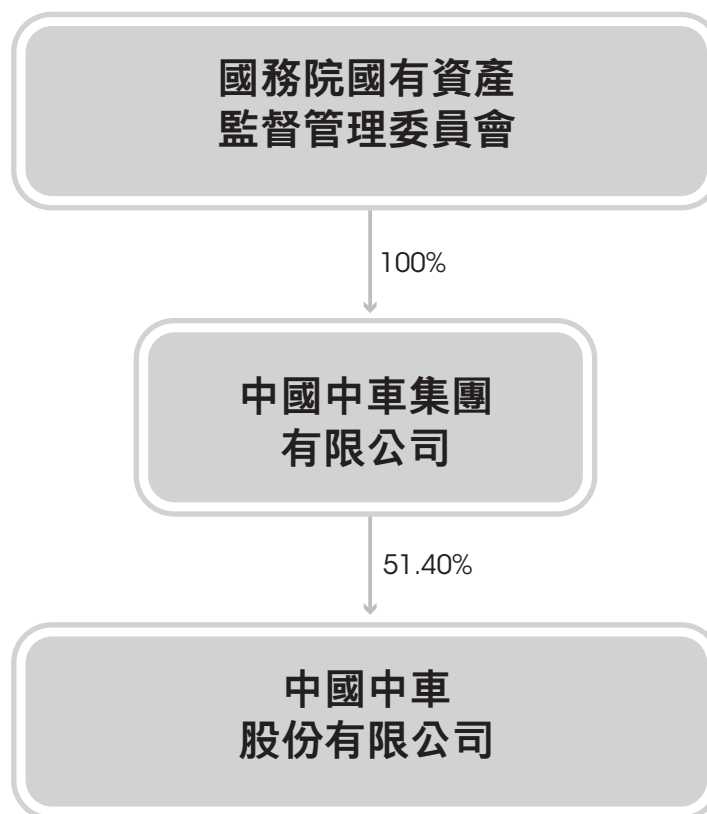 國務院國有資產
監督管理委員會
100%
中國中車集團
有限公司
51.40%
中國中車
股份有限公司